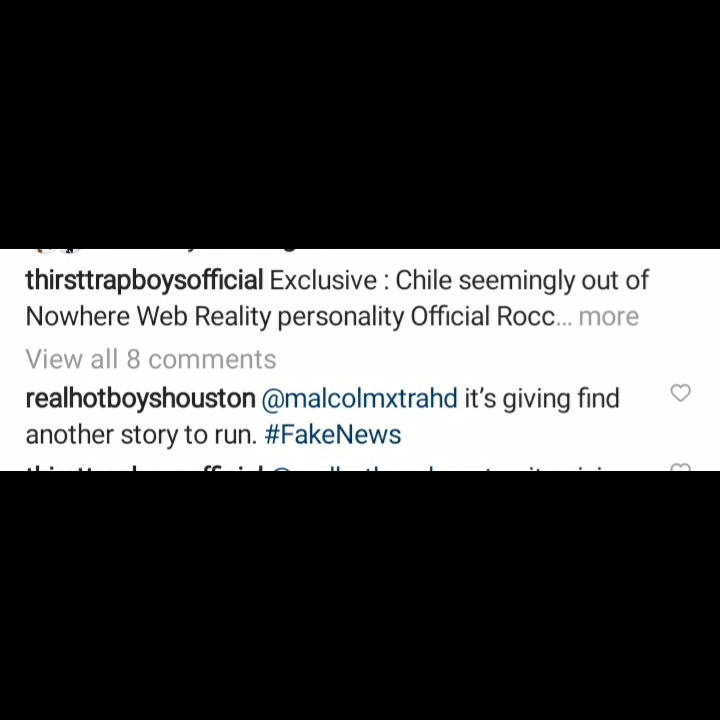 thirsttrapboysofficial Exclusive : Chile seemingly out of
Nowhere Web Reality personality Official Rocc... more
View all 8 comments
realhotboyshouston @malcolmxtrahd it’s giving find
another story to run. #FakeNews